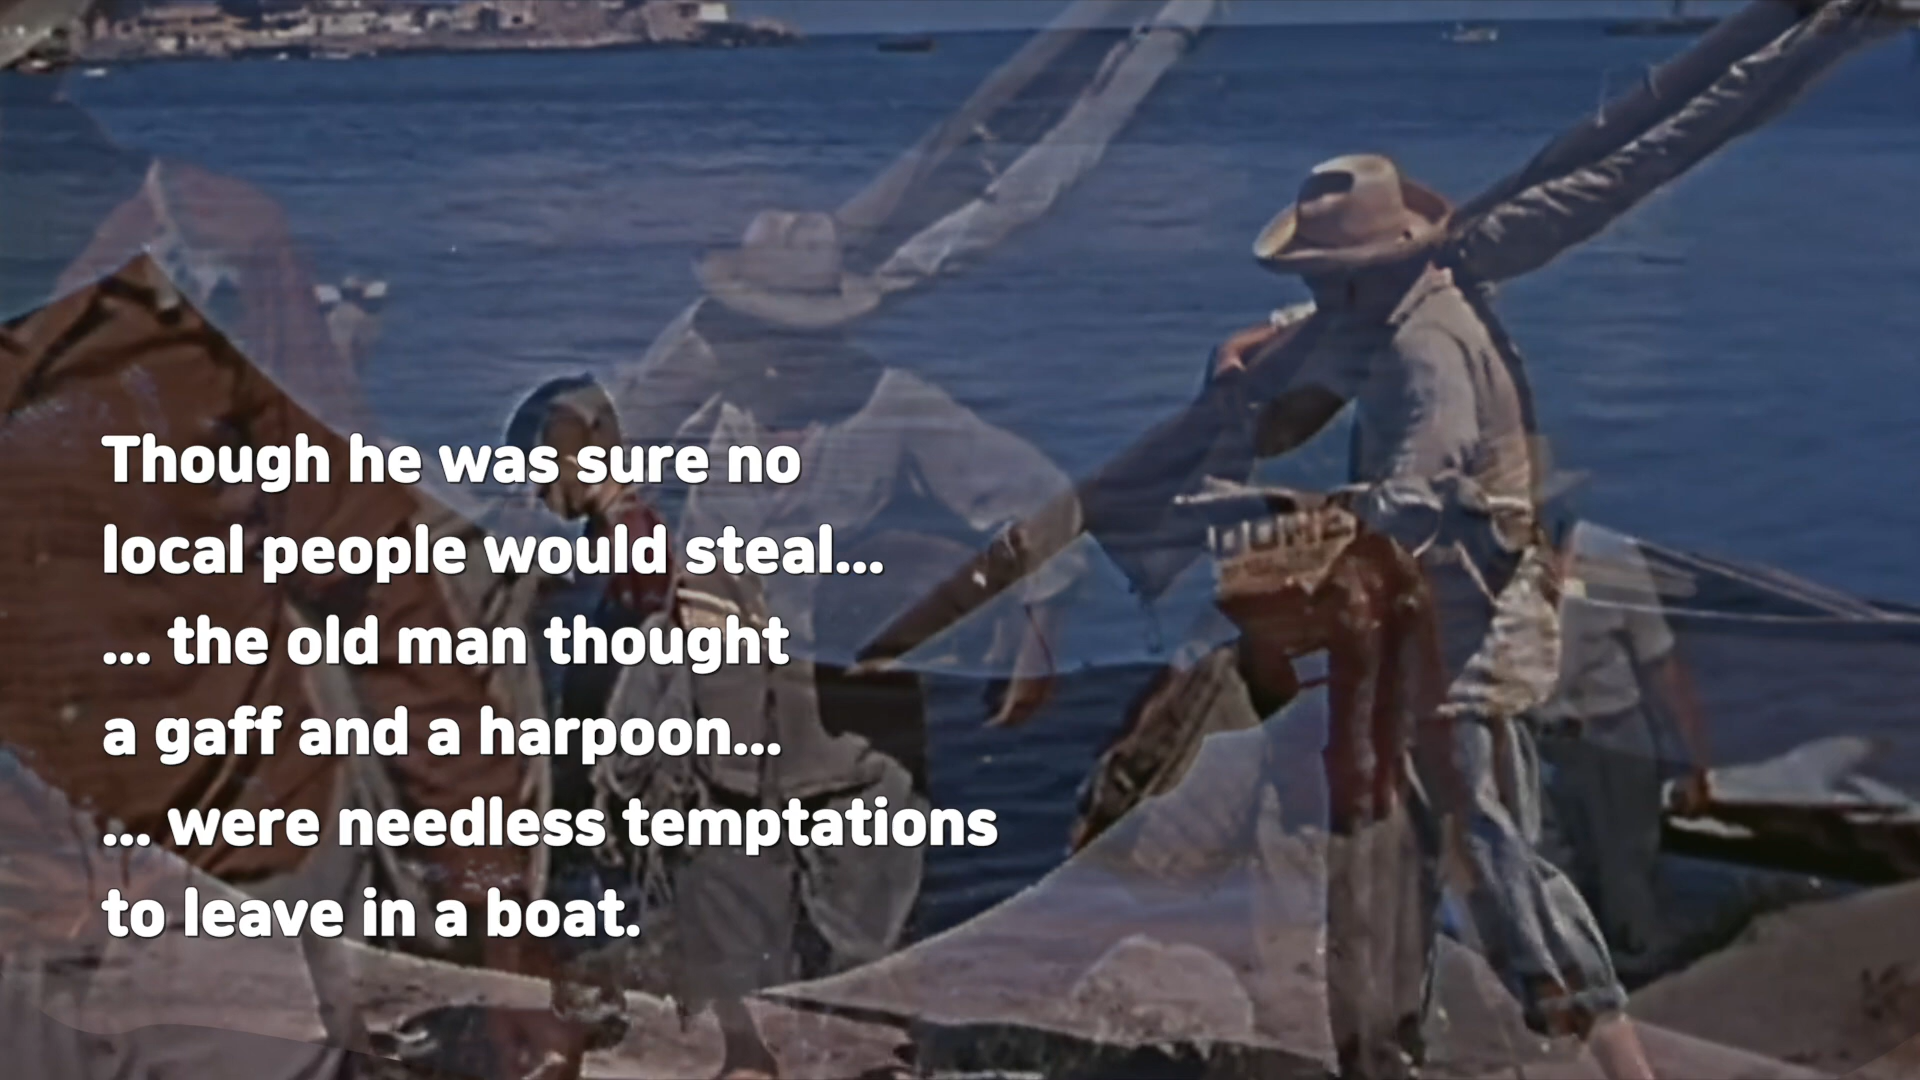 Though he was sure no
local people would steal...
... the old man thought
a gaff and a harpoon...
... were needless temptations
to leave in a boat.